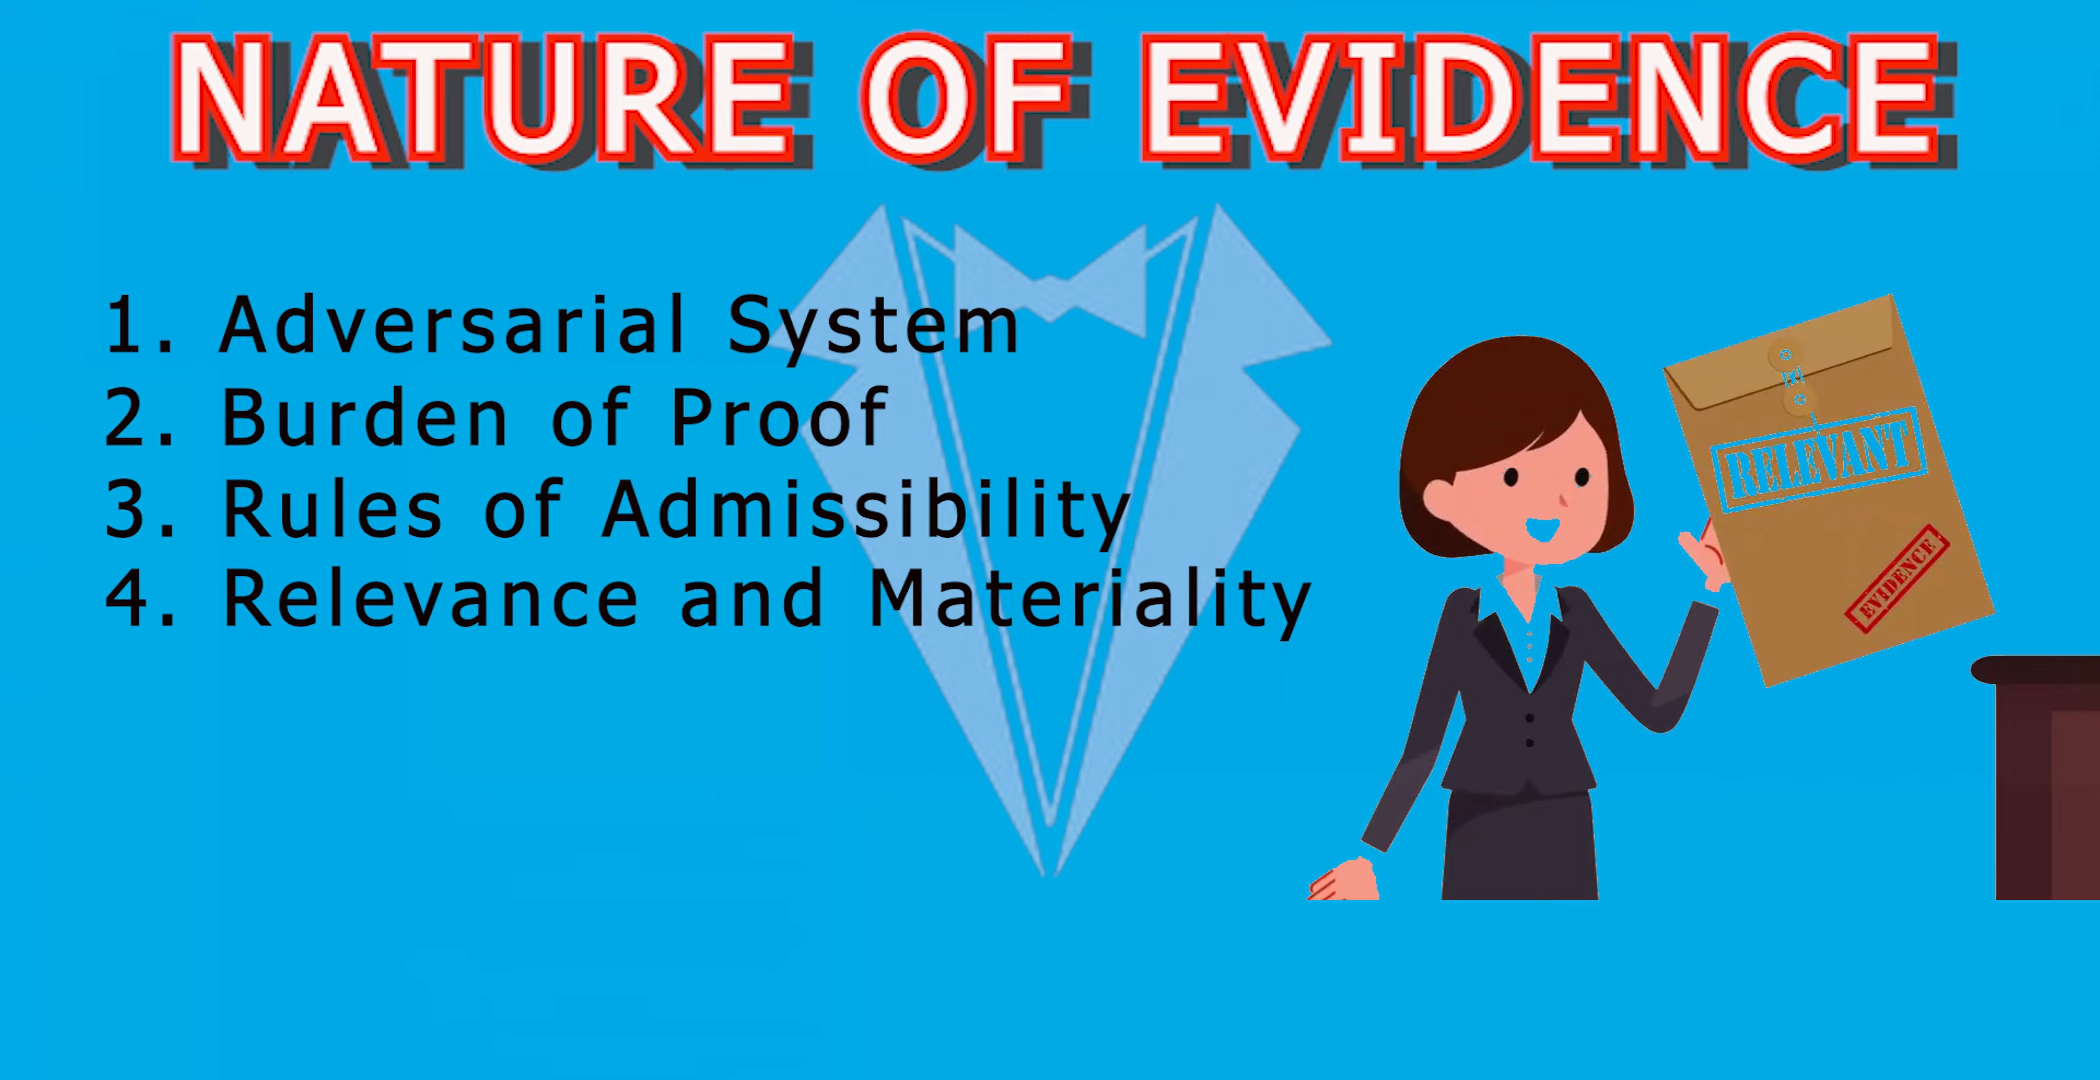 NATURE OF EVIDENCE
1. Adversarial System
2. Burden of Proof
3. Rules of Admissibility
4. Relevance and Materiality
RELEVANT
EVIDENCE